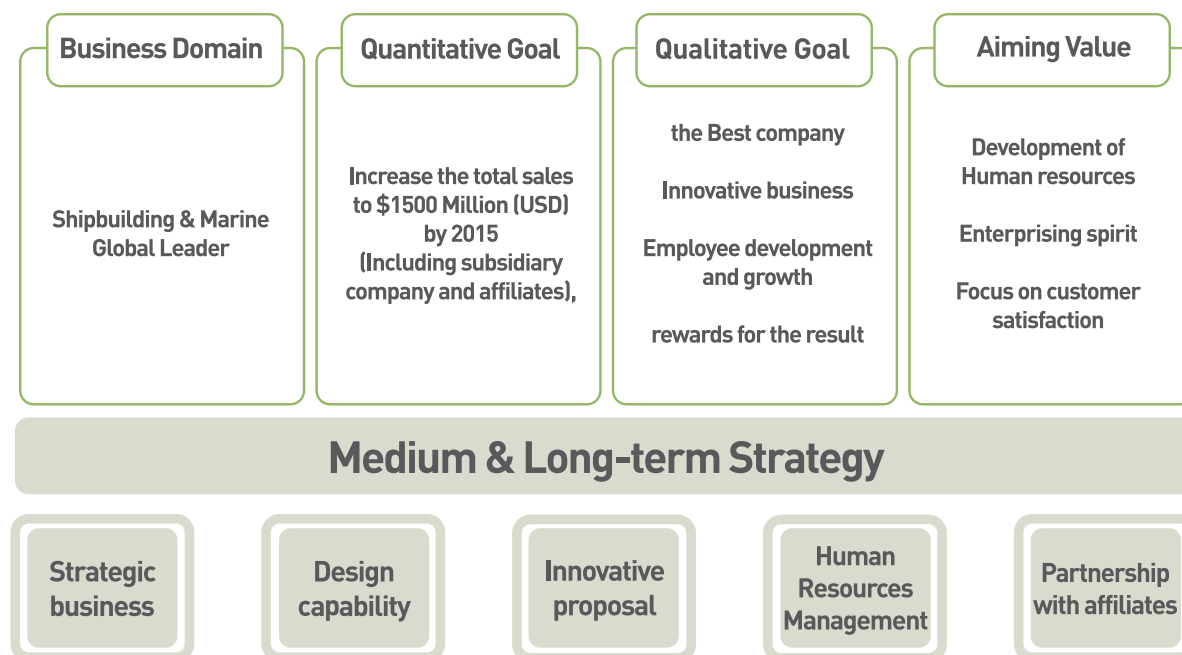 Business Domain
Shipbuilding & Marine
Global Leader
Quantitative Goal
Increase the total sales
to $1500 Million (USD)
by 2015
(Including subsidiary
company and affiliates),
Qualitative Goal
the Best company
Innovative business
Employee development
and growth
rewards for the result
Aiming Value
Development of
Human resources
Enterprising spirit
Focus on customer
satisfaction
Medium & Long-term Strategy
Strategic
business
Design
capability
Innovative
proposal
Human
Resources
Management
Partnership
with affiliates